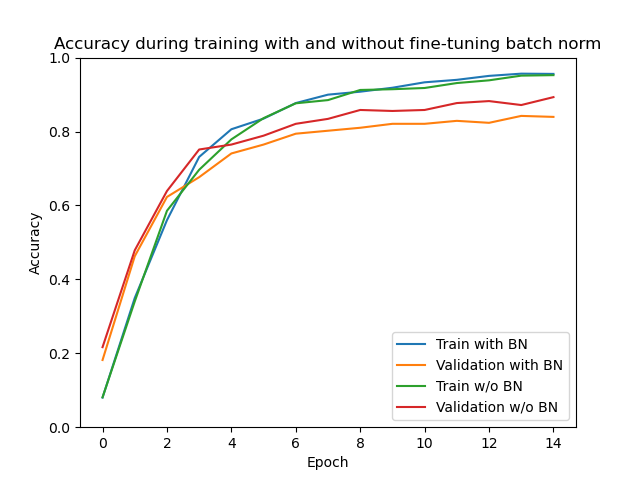 Accuracy during training with and without fine-tuning batch norm
1.0
0.8
0.6
0.4
0.2
0.0
Accuracy
Train with BN
Validation with BN
Train w/o BN
Validation w/o BN
0 2 4 6 8 10 12 14
Epoch